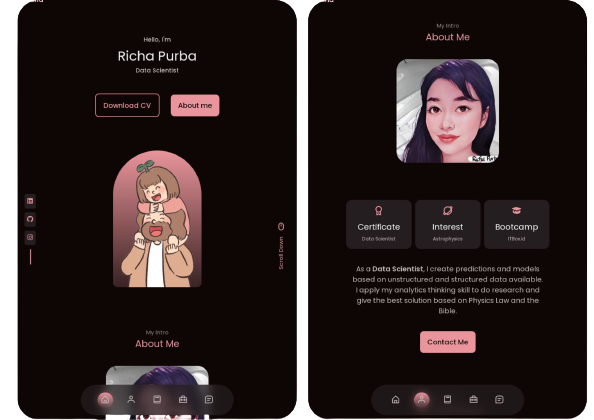 Hello, I'm
Richa Purba
Data Scientist
Download CV
About me
Scroll Down
My Intro
About Me
My Intro
About Me
Richa Purba
Certificate
Data Scientist
Interest
Astrophysics
Bootcamp
ITBox.id
As a Data Scientist, I create predictions and models
based on unstructured and structured data available.
I apply my analytics thinking skill to do research and
give the best solution based on Physics Law and the
Bible.
Contact Me